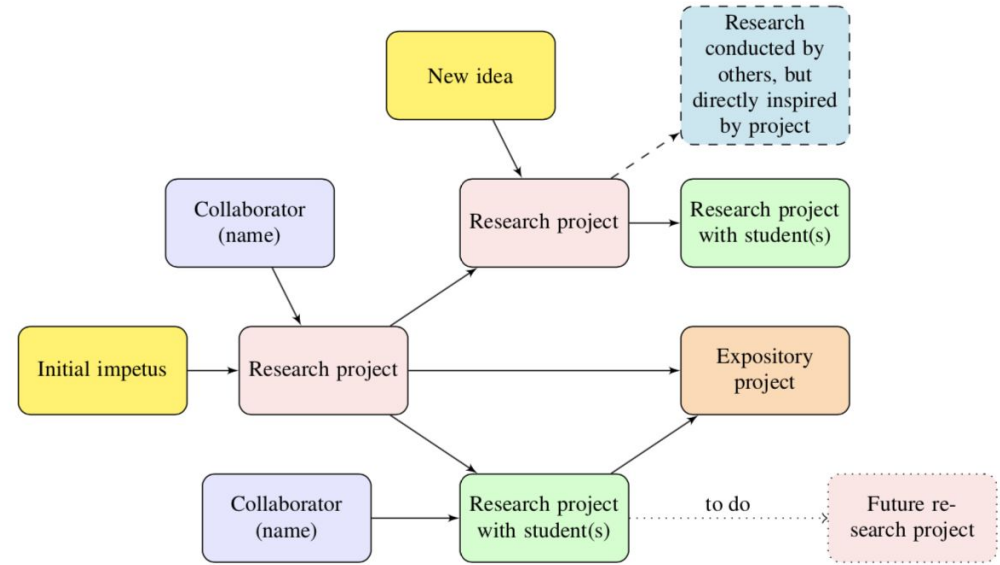 Research
conducted by
others, but
directly inspired
by project
New idea
Collaborator
(name)
Research project
Research project
with student(s)
Initial impetus
Research project
Expository
project
Collaborator
(name)
Research project
with student(s)
to do
Future re-
search project